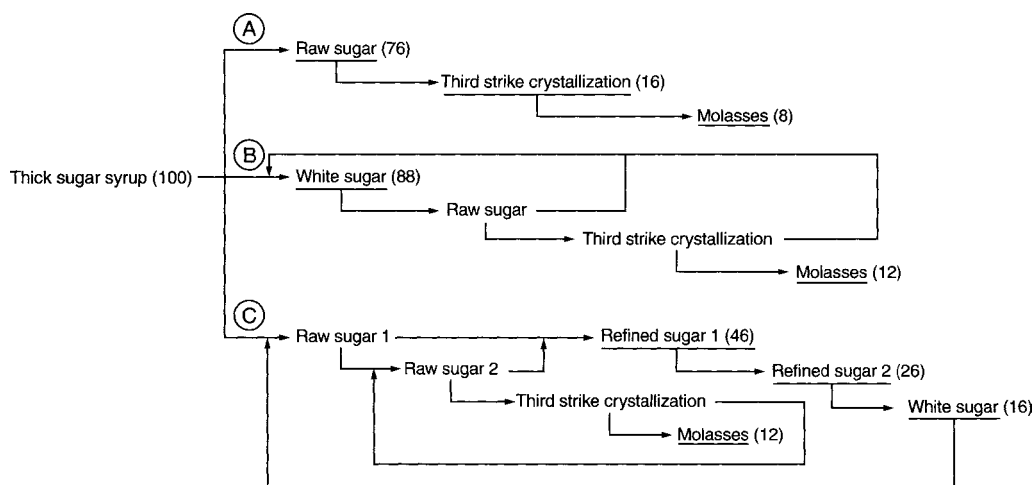 A
Raw sugar (76)
Third strike crystallization (16)
Molasses (8)
B
Thick sugar syrup (100)
White sugar (88)
Raw sugar
Third strike crystallization
Molasses (12)
C
Raw sugar 1
Refined sugar 1 (46)
Raw sugar 2
Refined sugar 2 (26)
Third strike crystallization
White sugar (16)
Molasses (12)